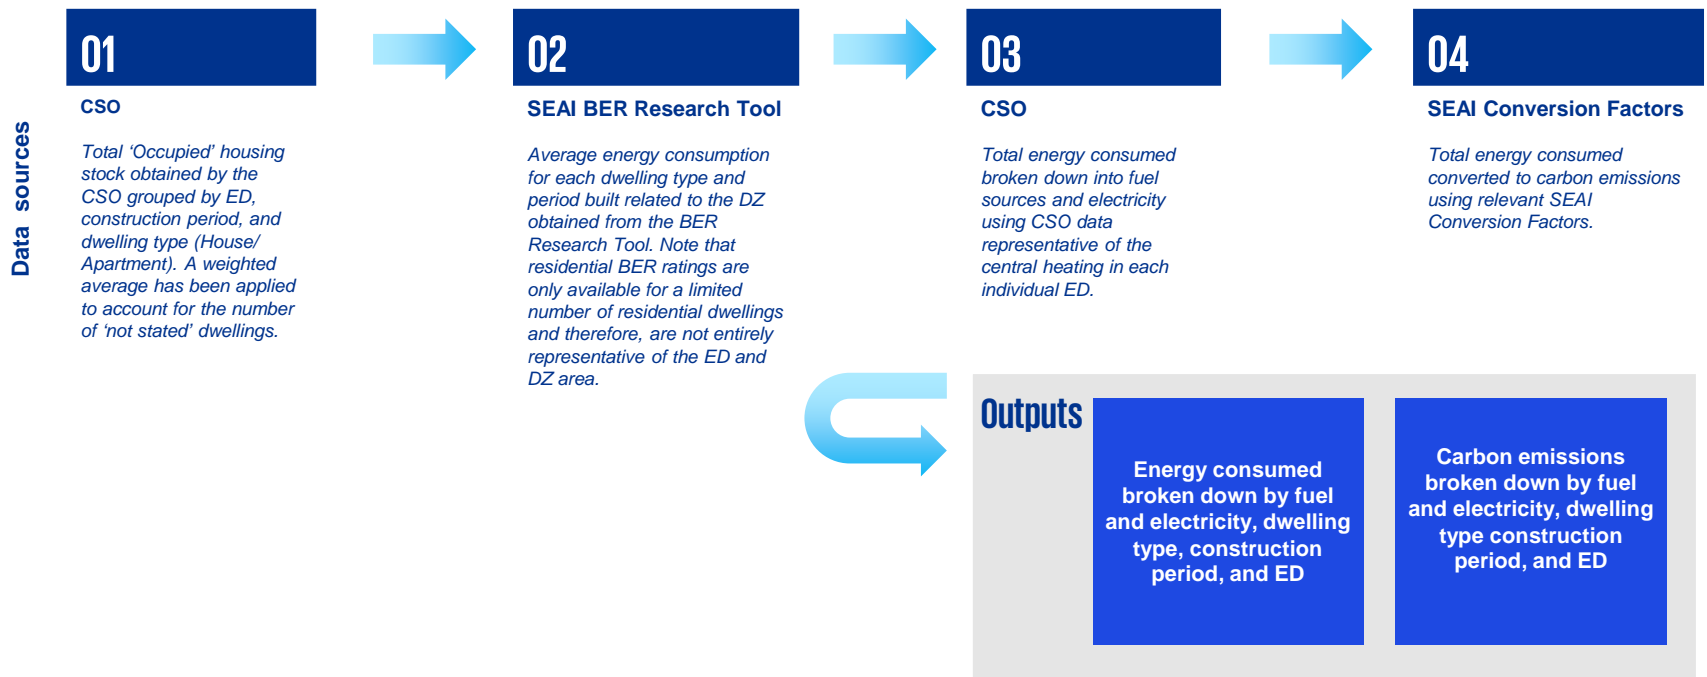 Data sources
01
CSO
Total ‘Occupied’ housing
stock obtained by the
CSO grouped by ED,
construction period, and
dwelling type (House/
Apartment). A weighted
average has been applied
to account for the number
of ‘not stated’ dwellings.
02
SEAI BER Research Tool
Average energy consumption
for each dwelling type and
period built related to the DZ
obtained from the BER
Research Tool. Note that
residential BER ratings are
only available for a limited
number of residential dwellings
and therefore, are not entirely
representative of the ED and
DZ area.
03
CSO
Total energy consumed
broken down into fuel
sources and electricity
using CSO data
representative of the
central heating in each
individual ED.
04
SEAI Conversion Factors
Total energy consumed
converted to carbon emissions
using relevant SEAI
Conversion Factors.
Outputs
Energy consumed
broken down by fuel
and electricity, dwelling
type, construction
period, and ED
Carbon emissions
broken down by fuel
and electricity, dwelling
type construction
period, and ED